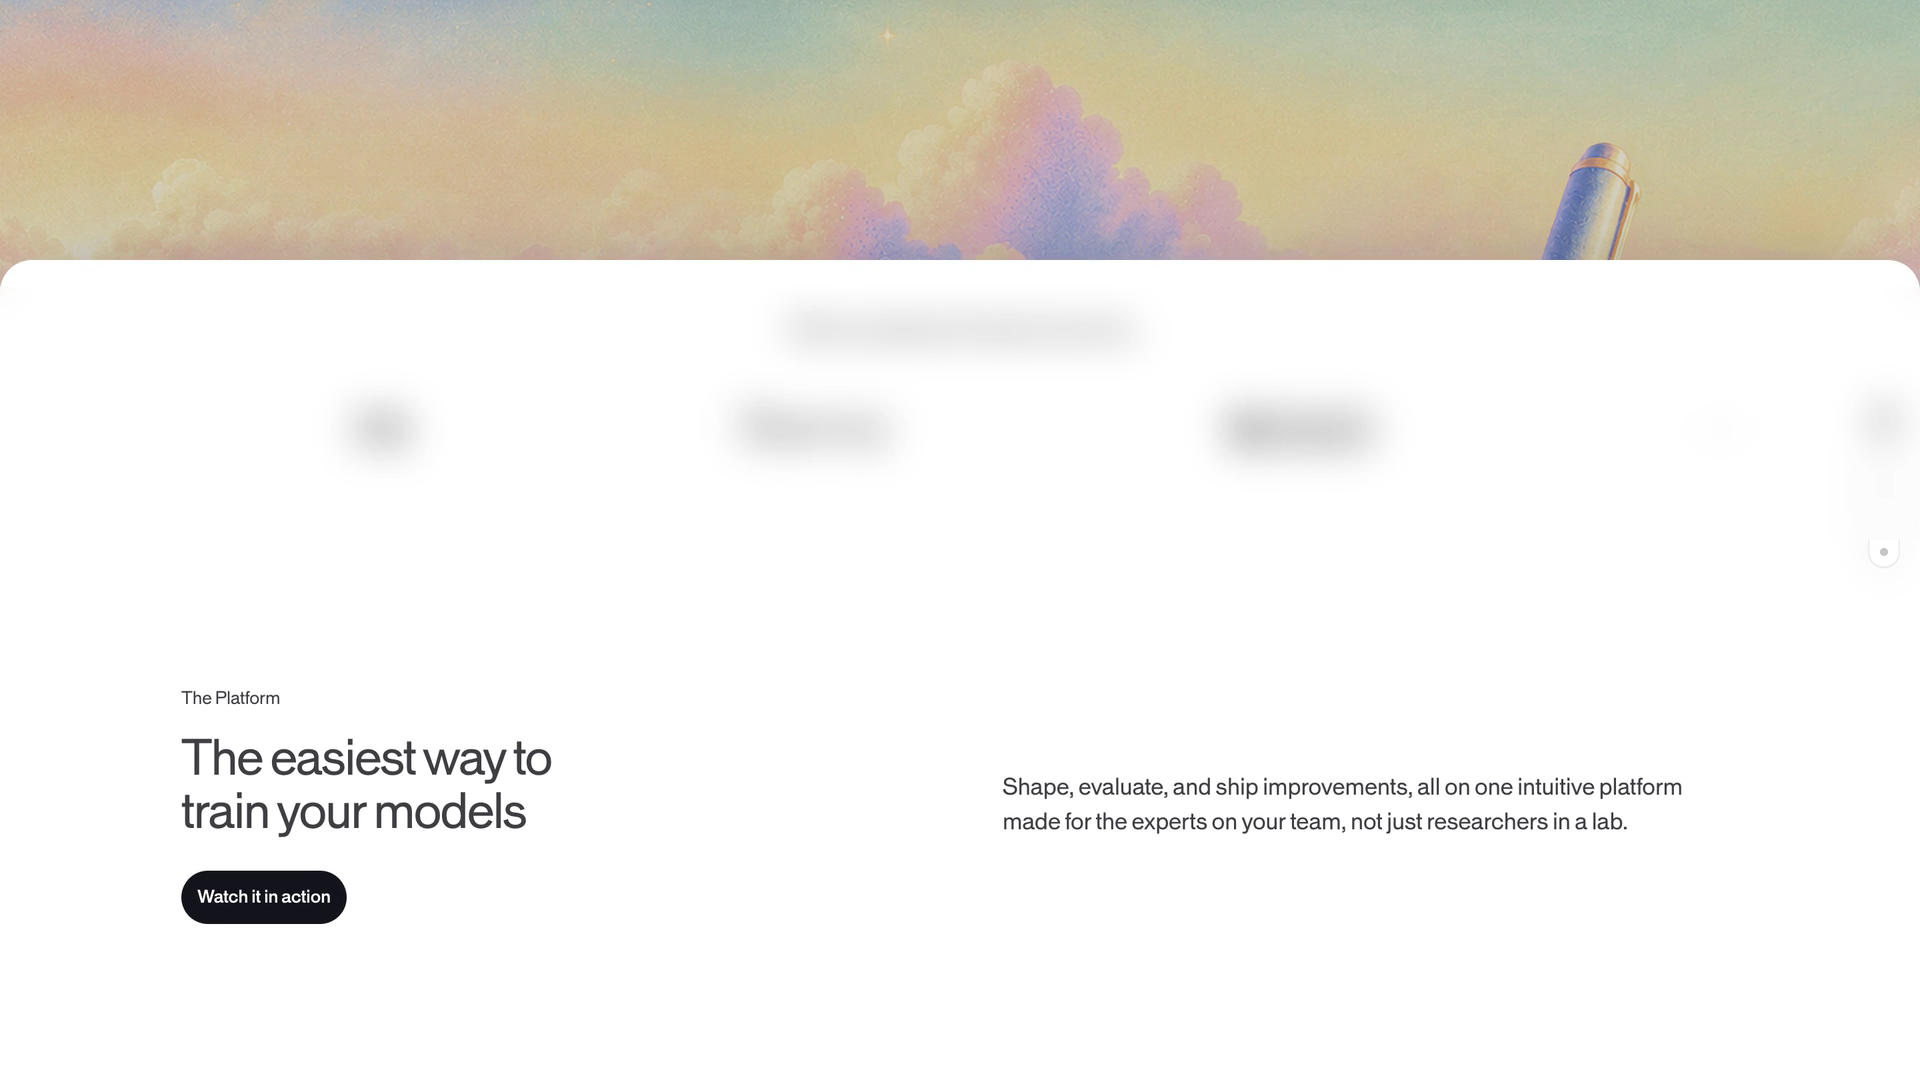 The Platform
The easiest way to
train your models
Shape, evaluate, and ship improvements, all on one intuitive platform
made for the experts on your team, not just researchers in a lab.
Watch it in action